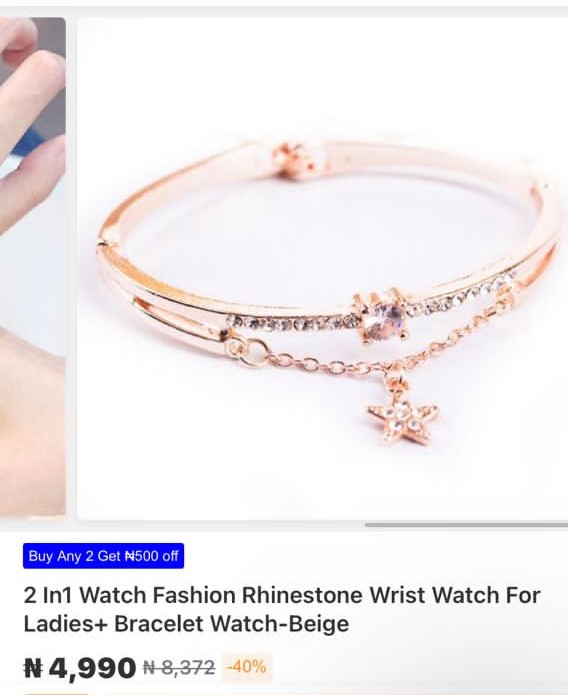 Buy Any 2 Get ₦500 off
2 In1 Watch Fashion Rhinestone Wrist Watch For
Ladies+ Bracelet Watch-Beige
₦ 4,990 ₦ 8,372 -40%